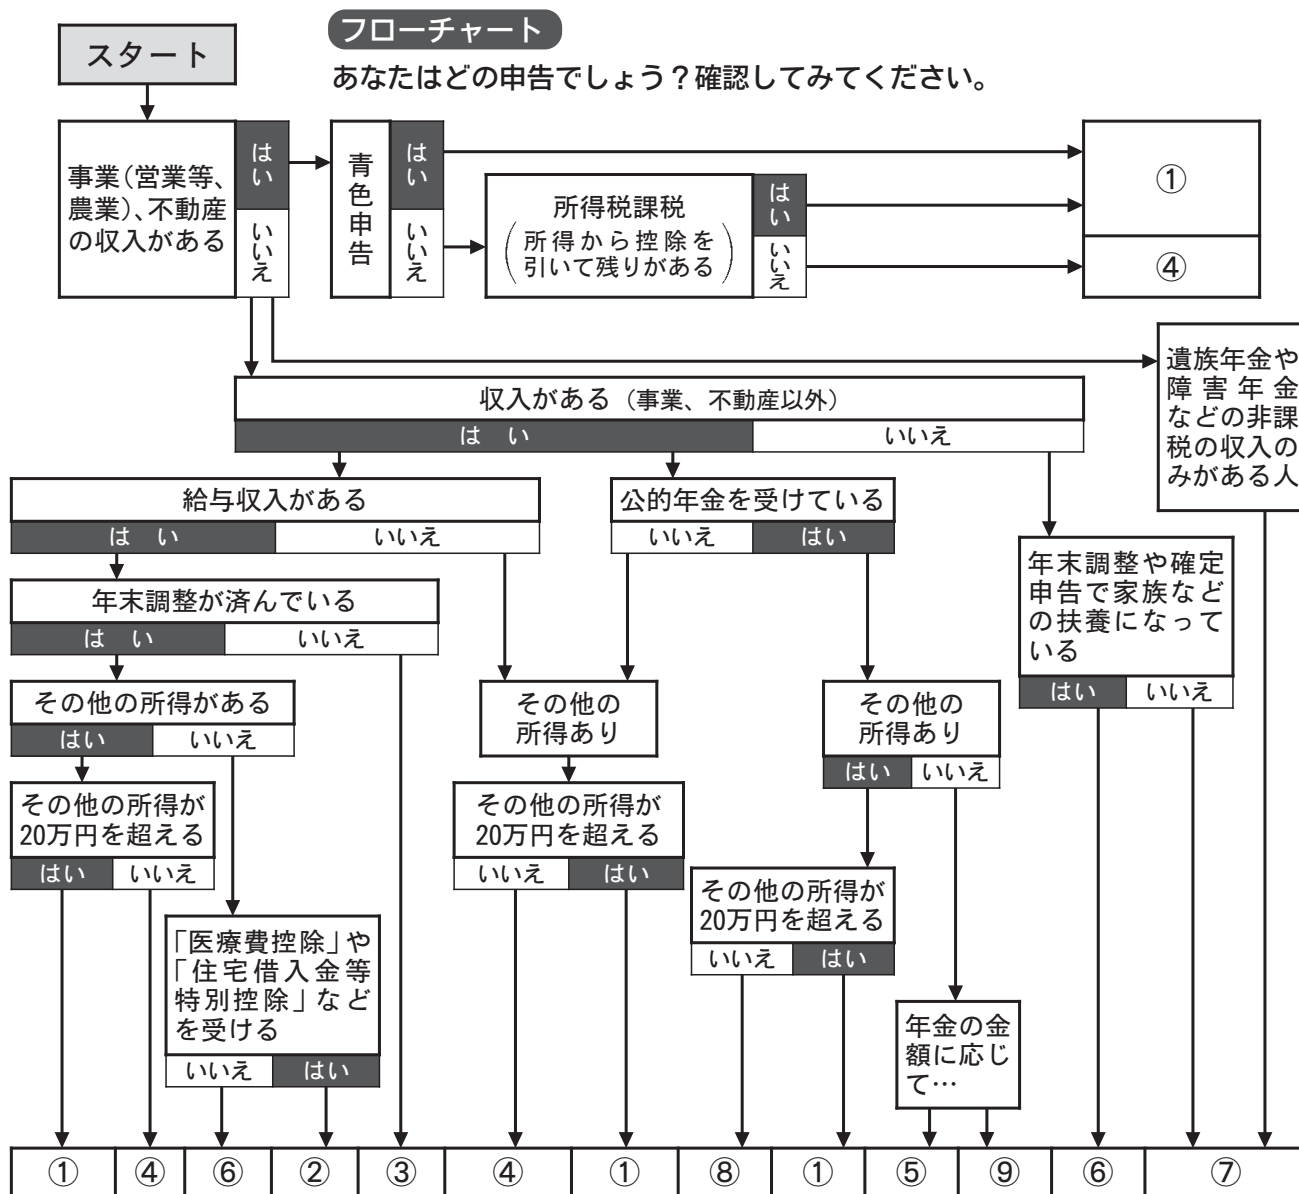 フローチャート
スタート
あなたはどの申告でしょう？確認してみてください。
事業（営業等、
農業）、不動産
の収入がある
はい
いいえ
青色申告
はい
いいえ
所得税課税
（所得から控除を
引いて残りがある）
はい
いいえ
①
④
遺族年金や
障害年金
などの非課
税の収入の
みがある人
収入がある（事業、不動産以外）
はい
いいえ
給与収入がある
はい
いいえ
公的年金を受けている
いいえ
はい
年末調整や確定
申告で家族など
の扶養になって
いる
はい
いいえ
年末調整が済んでいる
はい
いいえ
その他の所得がある
はい
いいえ
その他の
所得あり
その他の
所得あり
はい
いいえ
その他の所得が
20万円を超える
はい
いいえ
その他の所得が
20万円を超える
いいえ
はい
その他の所得が
20万円を超える
いいえ
はい
「医療費控除」や
「住宅借入金等
特別控除」など
を受ける
いいえ
はい
年金の金
額に応じ
て…
① ④ ⑥ ② ③ ④ ① ⑧ ① ⑤ ⑨ ⑥ ⑦